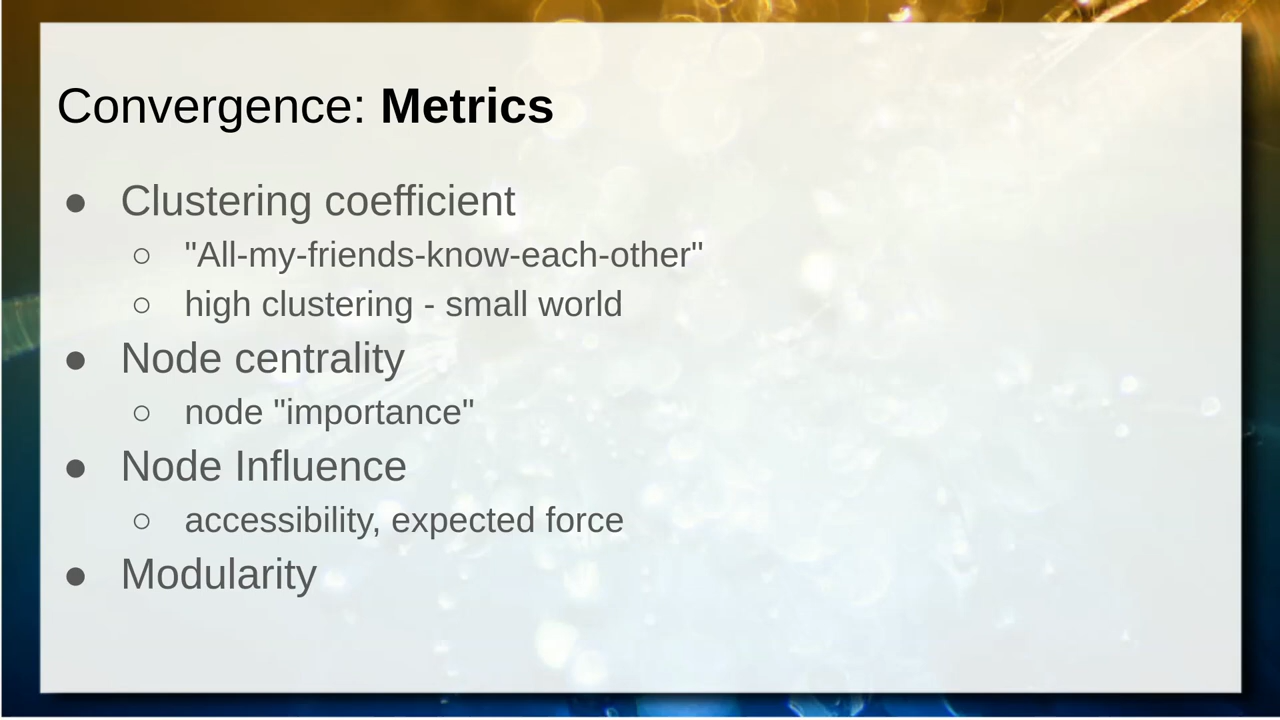 Convergence: Metrics
● Clustering coefficient
○ "All-my-friends-know-each-other"
○ high clustering - small world
● Node centrality
○ node "importance"
● Node Influence
○ accessibility, expected force
● Modularity